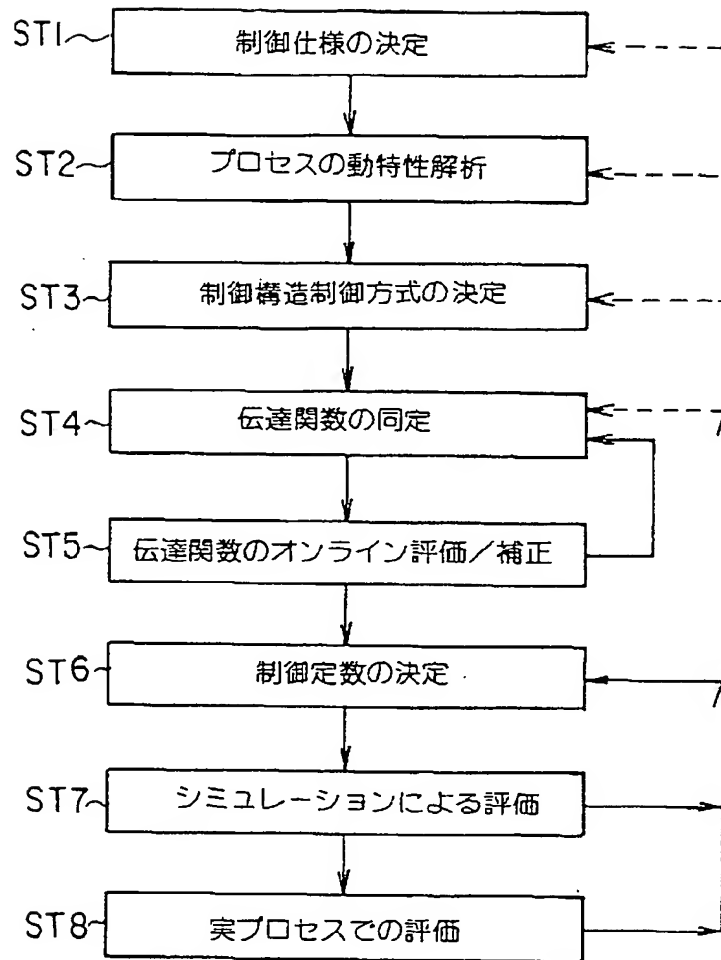 ST1 制御仕様の決定
ST2 プロセスの動特性解析
ST3 制御構造制御方式の決定
ST4 伝達関数の同定
ST5 伝達関数のオンライン評価/補正
ST6 制御定数の決定
ST7 シミュレーションによる評価
ST8 実プロセスでの評価